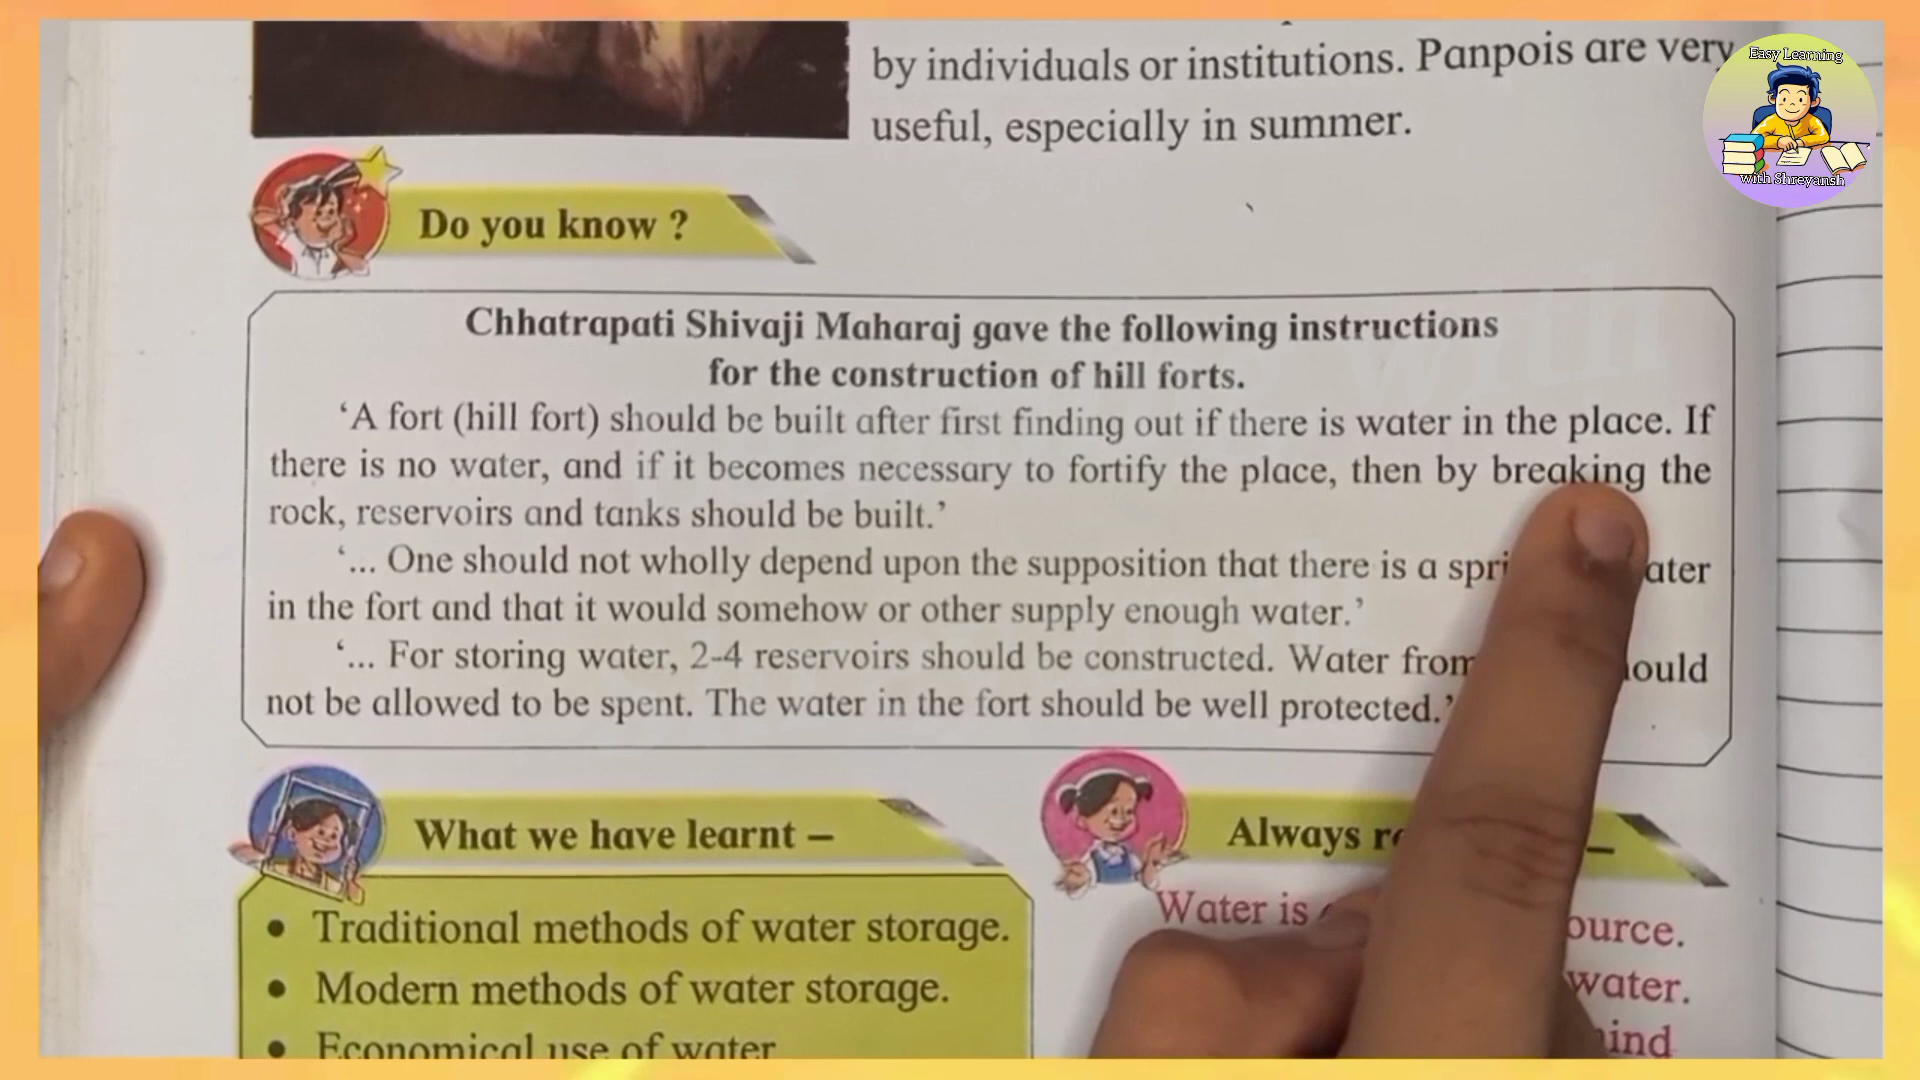 by individuals or institutions. Panpois are very
useful, especially in summer.
Easy Learning
with Shreyansh
Do you know ?
Chhatrapati Shivaji Maharaj gave the following instructions
for the construction of hill forts.
‘A fort (hill fort) should be built after first finding out if there is water in the place. If
there is no water, and if it becomes necessary to fortify the place, then by breaking the
rock, reservoirs and tanks should be built.’
‘... One should not wholly depend upon the supposition that there is a
in the fort and that it would somehow or other supply enough water.’
‘... For storing water, 2-4 reservoirs should be constructed. Water from
not be allowed to be spent. The water in the fort should be well protected.’
What we have learnt –
Always –
• Traditional methods of water storage.
• Modern methods of water storage.
• Economical use of water
Water is
water.